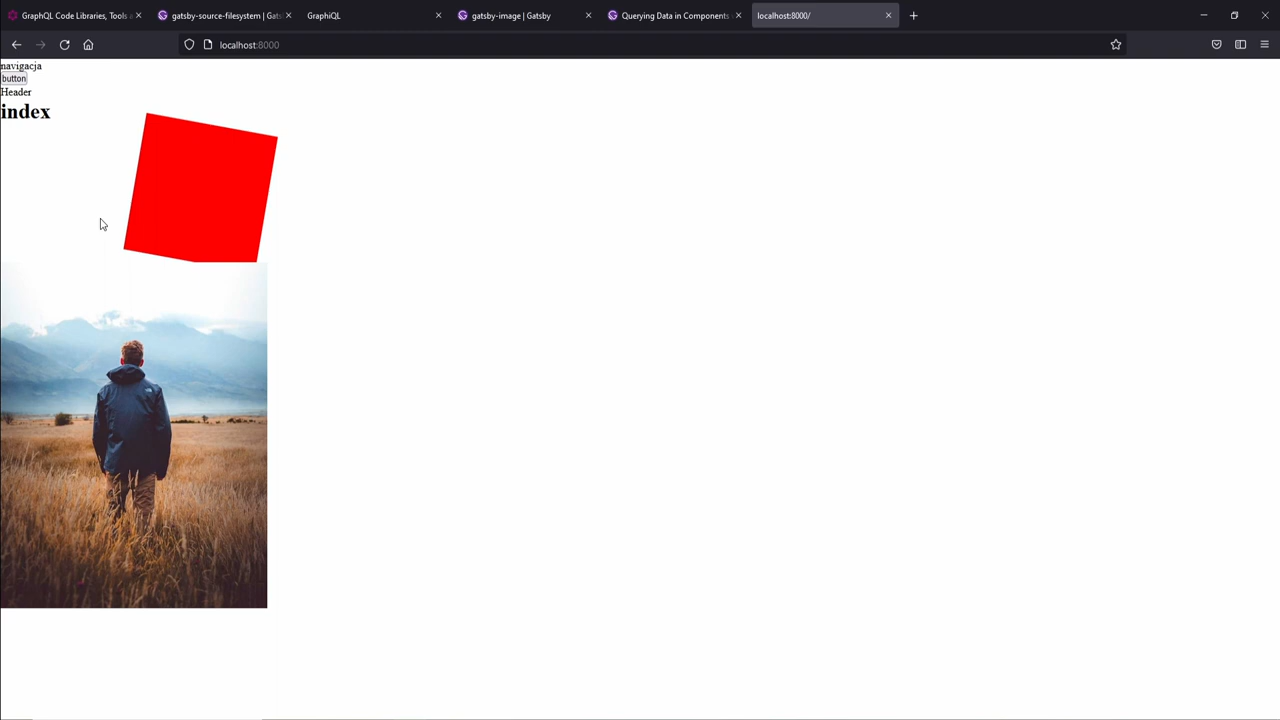 GraphQL Code Libraries, Tools a
gatsby-source-filesystem | Gats
GraphiQL
gatsby-image | Gatsby
Querying Data in Components
localhost:8000/
localhost:8000
navigacja
button
Header
index